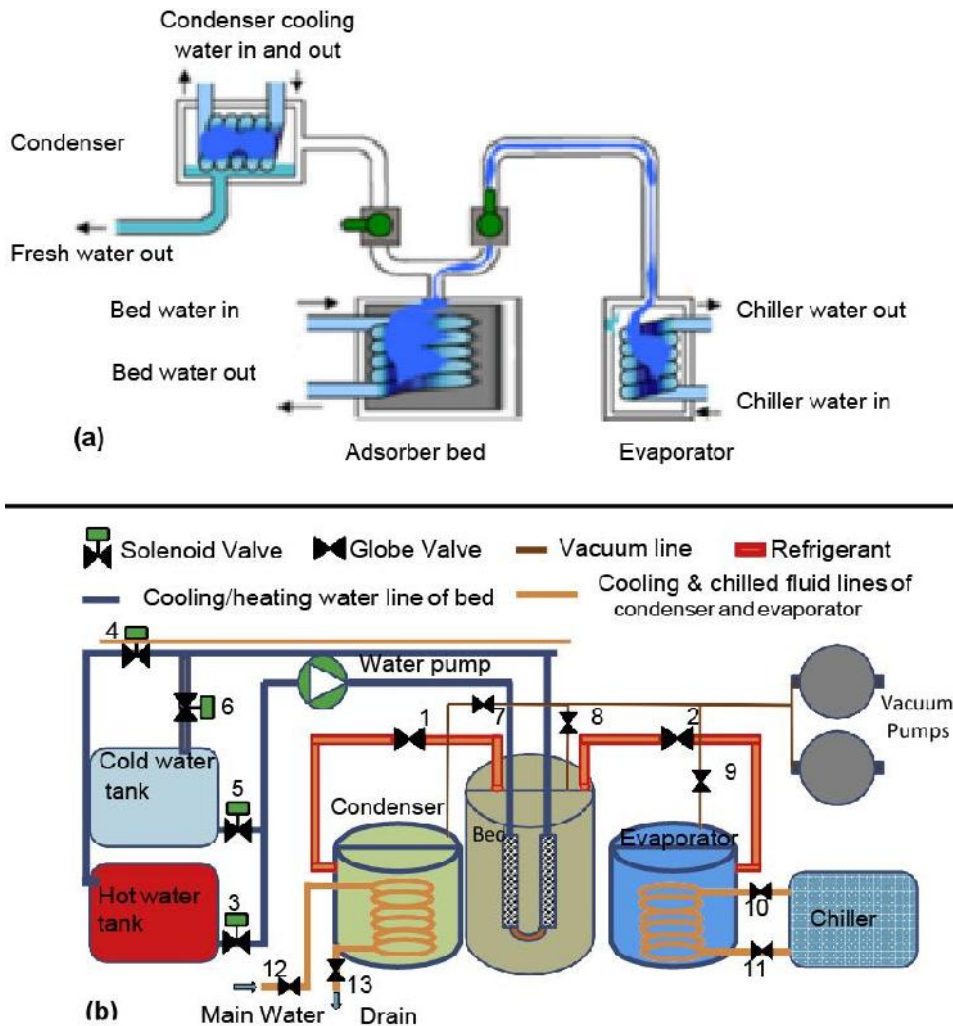 Condenser cooling
water in and out
Condenser
Fresh water out
Bed water in
Bed water out
Chiller water out
Chiller water in
(a)
Adsorber bed
Evaporator
Solenoid Valve
Globe Valve
Vacuum line
Refrigerant
Cooling/heating water line of bed
Cooling & chilled fluid lines of
condenser and evaporator
4
Water pump
6
1
7
8
2
Vacuum
Pumps
Cold water
tank
5
9
Condenser
Bed
Evaporator
Hot water
tank
3
10
Chiller
11
12
13
(b)
Main Water
Drain